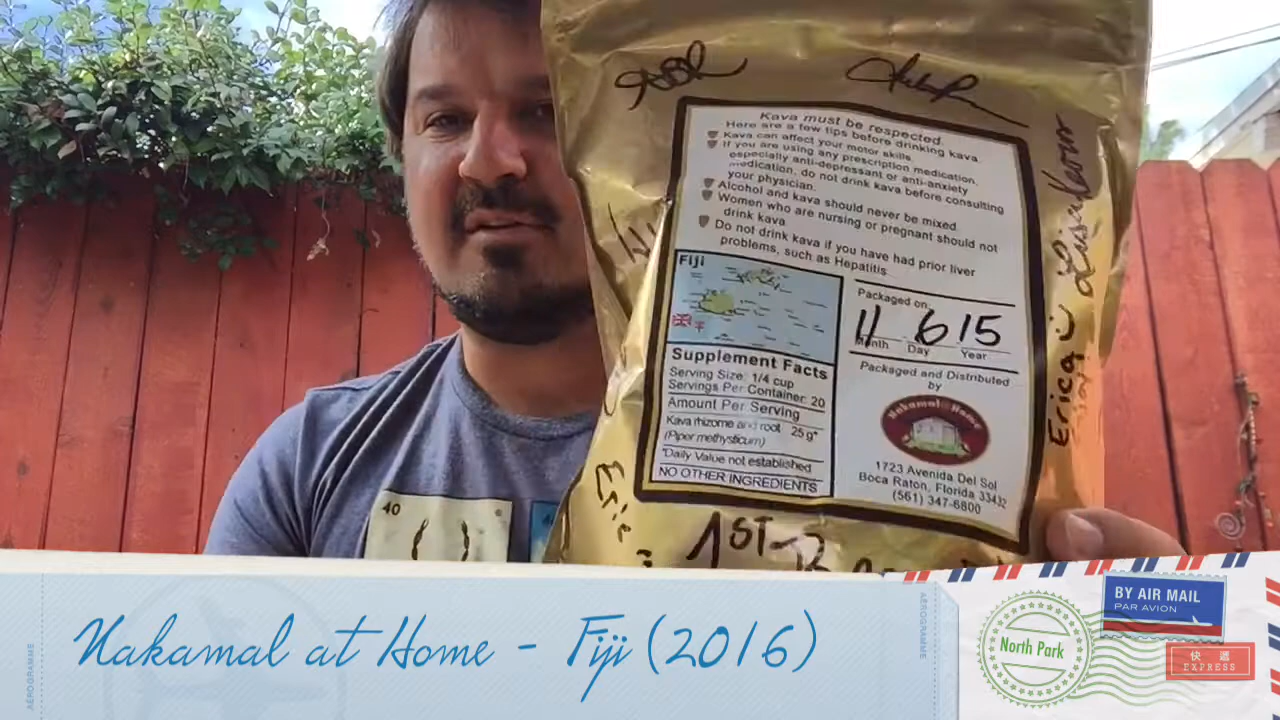 Kava must be respected.
Here are a few tips before drinking kava.
Kava can affect your motor skills.
If you are using any prescription medication,
especially anti-depressant or anti-anxiety
medication, do not drink kava before consulting
your physician.
Alcohol and kava should never be mixed
Women who are nursing or pregnant should not
drink kava
Do not drink kava if you have had prior liver
problems, such as Hepatitis
Fiji
Packaged on:
11 6 15
Month Day Year
Supplement Facts
Serving Size: 1/4 cup
Servings Per Container: 20
Amount Per Serving
Kava rhizome and root 25 g*
(Piper methysticum)
*Daily Value not established
NO OTHER INGREDIENTS
Packaged and Distributed
by
Nakamal@Home
1723 Avenida Del Sol
Boca Raton, Florida 33432
(561) 347-6800
Erica
1ST
40
Nakamal at Home - Fiji (2016)
AÉROGRAMME
AÉROGRAMME
North Park
BY AIR MAIL
PAR AVION
快 遞
EXPRESS